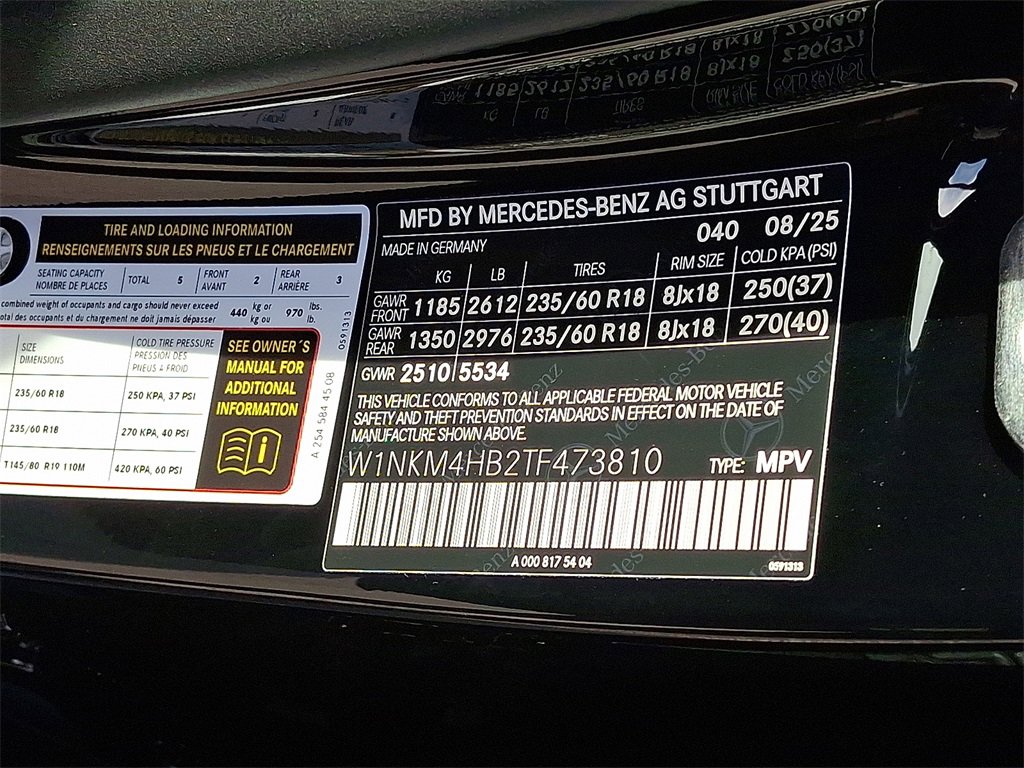 TIRE AND LOADING INFORMATION
RENSEIGNEMENTS SUR LES PNEUS ET LE CHARGEMENT
SEATING CAPACITY
NOMBRE DE PLACES
TOTAL 5
FRONT
AVANT 2
REAR
ARRIÈRE 3
combined weight of occupants and cargo should never exceed
total des occupants et du chargement ne doit jamais dépasser
440 kg or
kg ou
970 lbs.
lb.
SIZE
DIMENSIONS
COLD TIRE PRESSURE
PRESSION DES
PNEUS A FROID
235/60 R18 250 KPA, 37 PSI
235/60 R18 270 KPA, 40 PSI
T145/80 R19 110M 420 KPA, 60 PSI
SEE OWNER´S
MANUAL FOR
ADDITIONAL
INFORMATION
A 254 584 45 08
0591313
MFD BY MERCEDES-BENZ AG STUTTGART
MADE IN GERMANY 040 08/25
KG LB TIRES RIM SIZE COLD KPA(PSI)
GAWR
FRONT 1185 2612 235/60 R18 8Jx18 250(37)
GAWR
REAR 1350 2976 235/60 R18 8Jx18 270(40)
GVWR 2510 5534
THIS VEHICLE CONFORMS TO ALL APPLICABLE FEDERAL MOTOR VEHICLE
SAFETY AND THEFT PREVENTION STANDARDS IN EFFECT ON THE DATE OF
MANUFACTURE SHOWN ABOVE.
W1NKM4HB2TF473810 TYPE: MPV
A 000 817 54 04
0591313